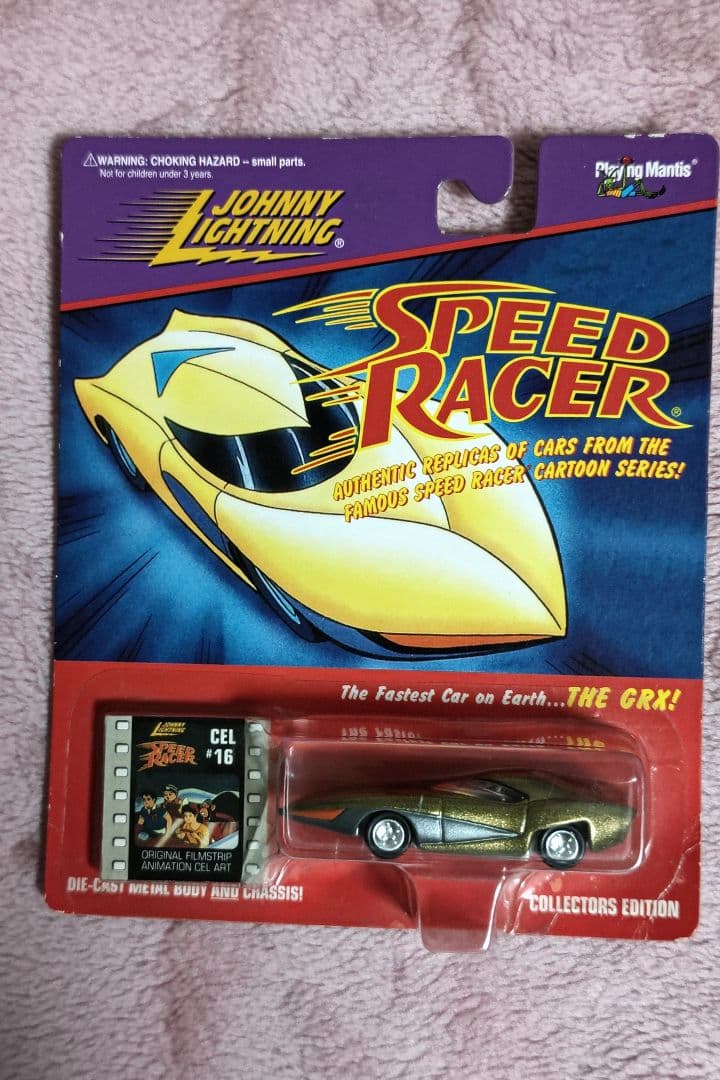 ⚠WARNING: CHOKING HAZARD -- small parts.
Not for children under 3 years.
Playing Mantis®
JOHNNY
LIGHTNING®
SPEED
RACER®
AUTHENTIC REPLICAS OF CARS FROM THE
FAMOUS SPEED RACER CARTOON SERIES!
The Fastest Car on Earth...THE GRX!
JOHNNY
LIGHTNING
SPEED
RACER
CEL
#16
ORIGINAL FILMSTRIP
ANIMATION CEL ART
DIE-CAST METAL BODY AND CHASSIS!
COLLECTORS EDITION